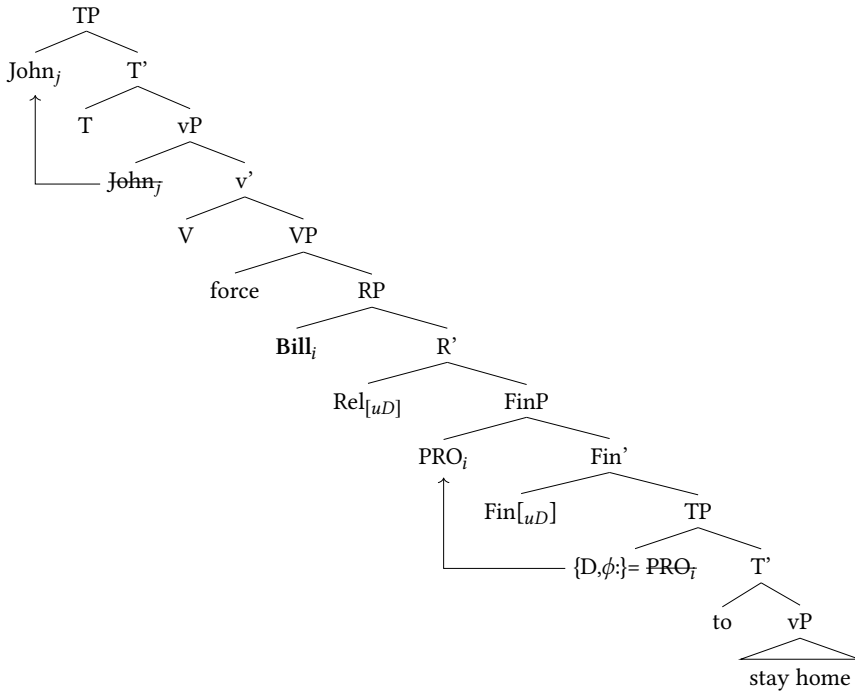 TP
John_j T’
T vP
John_j v’
V VP
force RP
Bill_i R’
Rel_[uD] FinP
PRO_i Fin’
Fin[_uD] TP
{D,ϕ:}= PRO_i T’
to vP
stay home